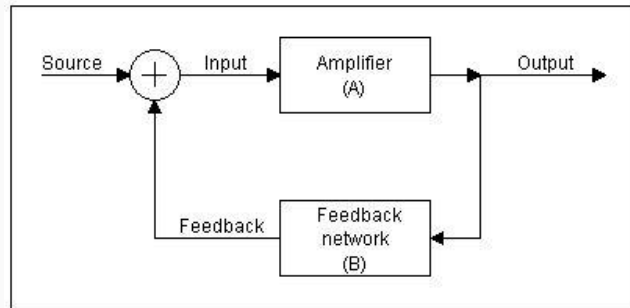 Source
+
Input
Amplifier
(A)
Output
Feedback
Feedback
network
(B)